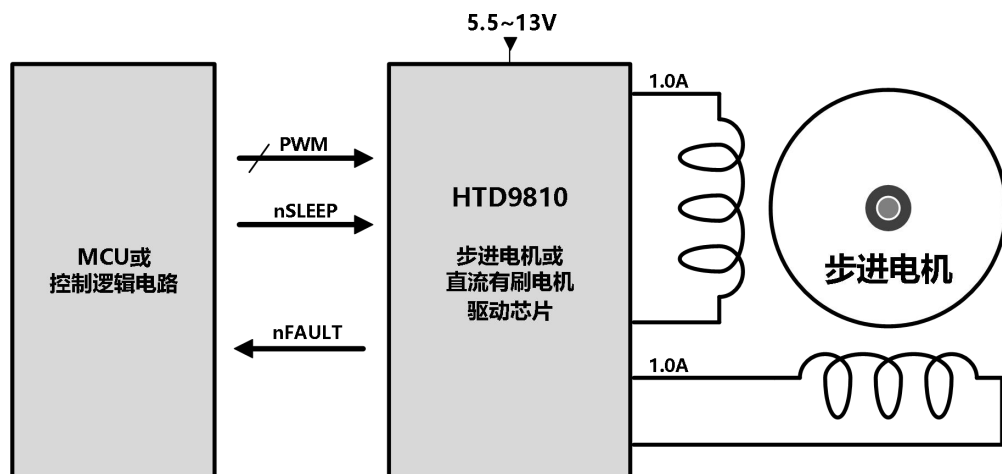 5.5~13V
1.0A
PWM
HTD9810
nSLEEP
MCU或
控制逻辑电路
步进电机或
直流有刷电机
驱动芯片
步进电机
nFAULT
1.0A